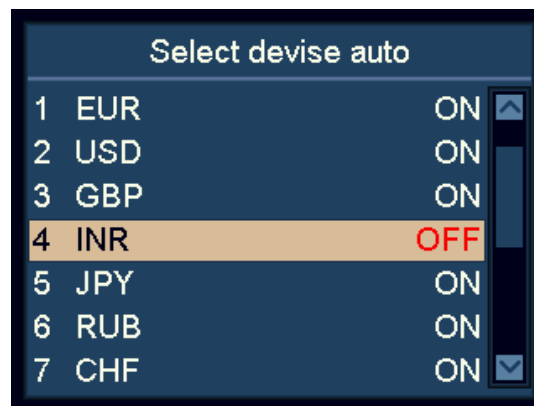 Select devise auto
1 EUR ON
2 USD ON
3 GBP ON
4 INR OFF
5 JPY ON
6 RUB ON
7 CHF ON